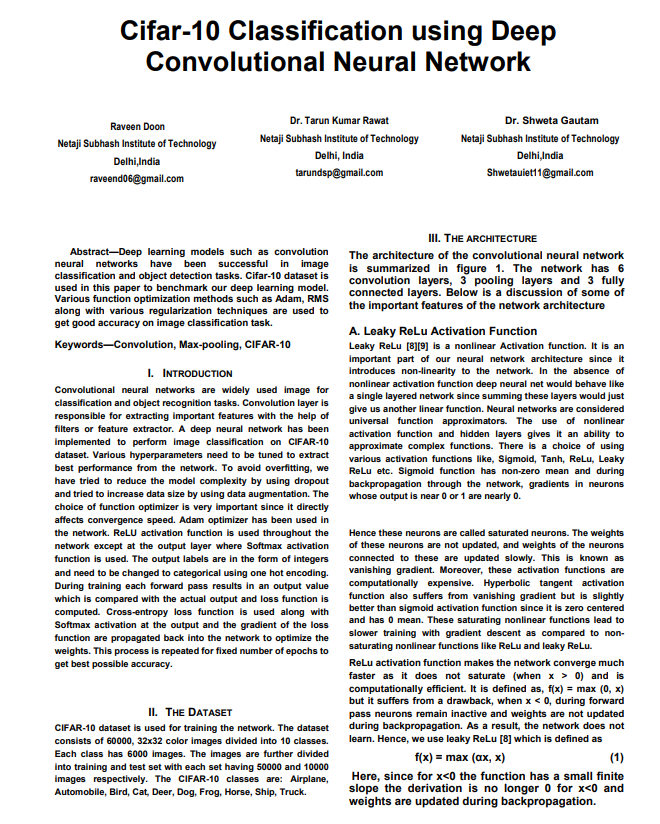 Cifar-10 Classification using Deep
Convolutional Neural Network
Raveen Doon
Netaji Subhash Institute of Technology
Delhi,India
raveend06@gmail.com
Dr. Tarun Kumar Rawat
Netaji Subhash Institute of Technology
Delhi, India
tarundsp@gmail.com
Dr. Shweta Gautam
Netaji Subhash Institute of Technology
Delhi,India
Shwetauiet11@gmail.com
Abstract—Deep learning models such as convolution
neural networks have been successful in image
classification and object detection tasks. Cifar-10 dataset is
used in this paper to benchmark our deep learning model.
Various function optimization methods such as Adam, RMS
along with various regularization techniques are used to
get good accuracy on image classification task.
Keywords—Convolution, Max-pooling, CIFAR-10
I. INTRODUCTION
Convolutional neural networks are widely used image for
classification and object recognition tasks. Convolution layer is
responsible for extracting important features with the help of
filters or feature extractor. A deep neural network has been
implemented to perform image classification on CIFAR-10
dataset. Various hyperparameters need to be tuned to extract
best performance from the network. To avoid overfitting, we
have tried to reduce the model complexity by using dropout
and tried to increase data size by using data augmentation. The
choice of function optimizer is very important since it directly
affects convergence speed. Adam optimizer has been used in
the network. ReLU activation function is used throughout the
network except at the output layer where Softmax activation
function is used. The output labels are in the form of integers
and need to be changed to categorical using one hot encoding.
During training each forward pass results in an output value
which is compared with the actual output and loss function is
computed. Cross-entropy loss function is used along with
Softmax activation at the output and the gradient of the loss
function are propagated back into the network to optimize the
weights. This process is repeated for fixed number of epochs to
get best possible accuracy.
II. THE DATASET
CIFAR-10 dataset is used for training the network. The dataset
consists of 60000, 32x32 color images divided into 10 classes.
Each class has 6000 images. The images are further divided
into training and test set with each set having 50000 and 10000
images respectively. The CIFAR-10 classes are: Airplane,
Automobile, Bird, Cat, Deer, Dog, Frog, Horse, Ship, Truck.
III. THE ARCHITECTURE
The architecture of the convolutional neural network
is summarized in figure 1. The network has 6
convolution layers, 3 pooling layers and 3 fully
connected layers. Below is a discussion of some of
the important features of the network architecture
A. Leaky ReLu Activation Function
Leaky ReLu [8][9] is a nonlinear Activation function. It is an
important part of our neural network architecture since it
introduces non-linearity to the network. In the absence of
nonlinear activation function deep neural net would behave like
a single layered network since summing these layers would just
give us another linear function. Neural networks are considered
universal function approximators. The use of nonlinear
activation function and hidden layers gives it an ability to
approximate complex functions. There is a choice of using
various activation functions like, Sigmoid, Tanh, ReLu, Leaky
ReLu etc. Sigmoid function has non-zero mean and during
backpropagation through the network, gradients in neurons
whose output is near 0 or 1 are nearly 0.
Hence these neurons are called saturated neurons. The weights
of these neurons are not updated, and weights of the neurons
connected to these are updated slowly. This is known as
vanishing gradient. Moreover, these activation functions are
computationally expensive. Hyperbolic tangent activation
function also suffers from vanishing gradient but is slightly
better than sigmoid activation function since it is zero centered
and has 0 mean. These saturating nonlinear functions lead to
slower training with gradient descent as compared to non-
saturating nonlinear functions like ReLu and leaky ReLu.
ReLu activation function makes the network converge much
faster as it does not saturate (when x > 0) and is
computationally efficient. It is defined as, f(x) = max (0, x)
but it suffers from a drawback, when x < 0, during forward
pass neurons remain inactive and weights are not updated
during backpropagation. As a result, the network does not
learn. Hence, we use leaky ReLu [8] which is defined as
f(x) = max (αx, x) (1)
Here, since for x<0 the function has a small finite
slope the derivation is no longer 0 for x<0 and
weights are updated during backpropagation.